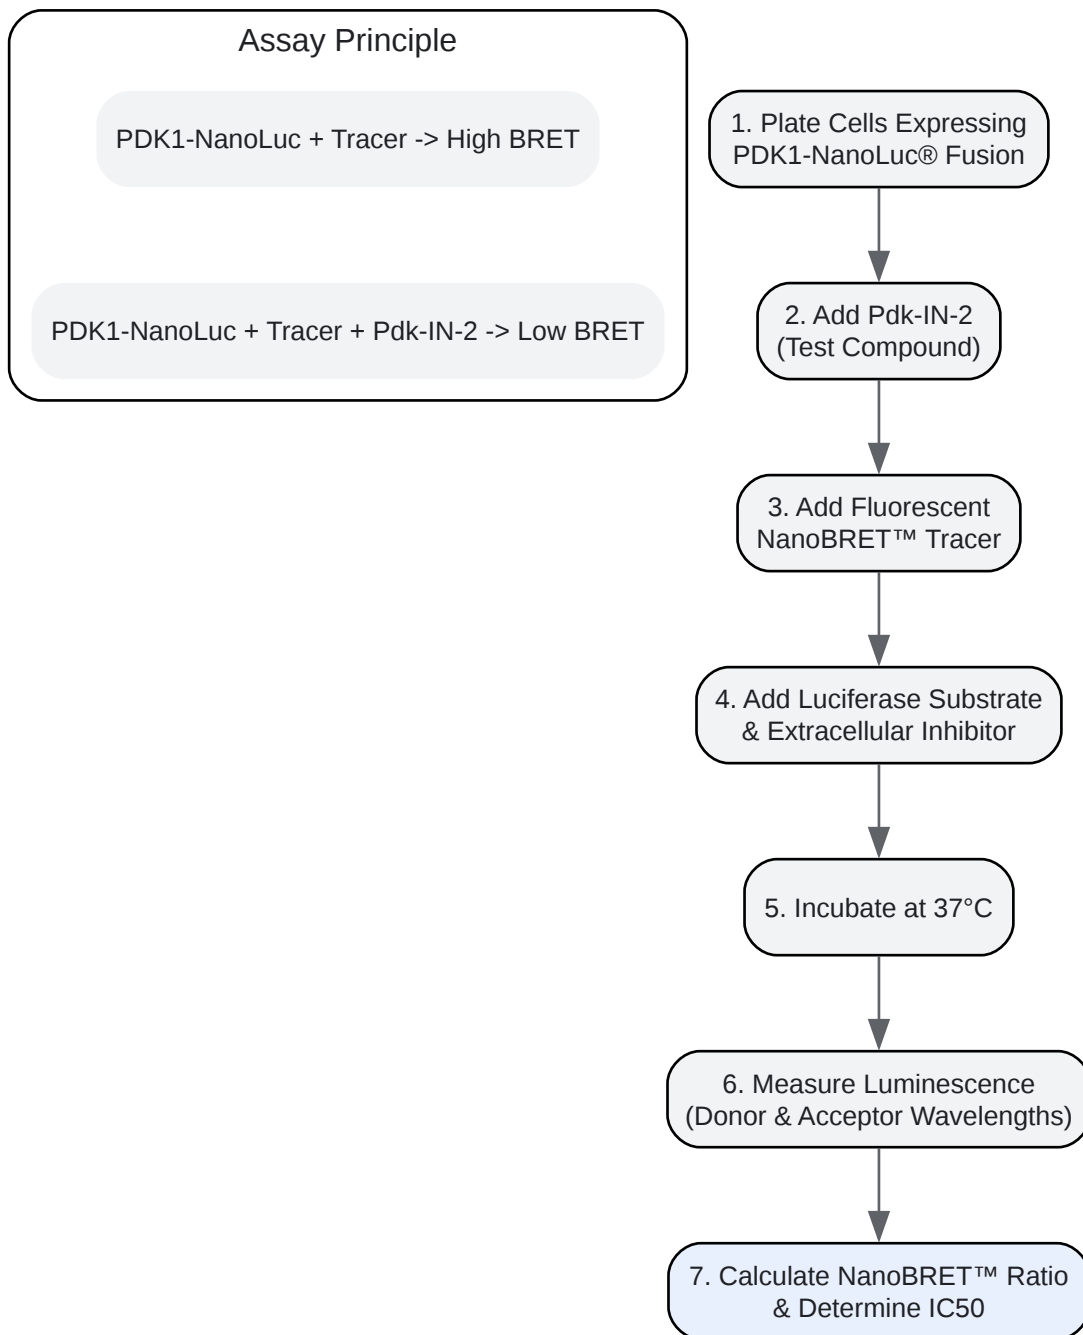 Assay Principle
PDK1-NanoLuc + Tracer -> High BRET
PDK1-NanoLuc + Tracer + Pdk-IN-2 -> Low BRET
1. Plate Cells Expressing
PDK1-NanoLuc® Fusion
2. Add Pdk-IN-2
(Test Compound)
3. Add Fluorescent
NanoBRET™ Tracer
4. Add Luciferase Substrate
& Extracellular Inhibitor
5. Incubate at 37°C
6. Measure Luminescence
(Donor & Acceptor Wavelengths)
7. Calculate NanoBRET™ Ratio
& Determine IC50